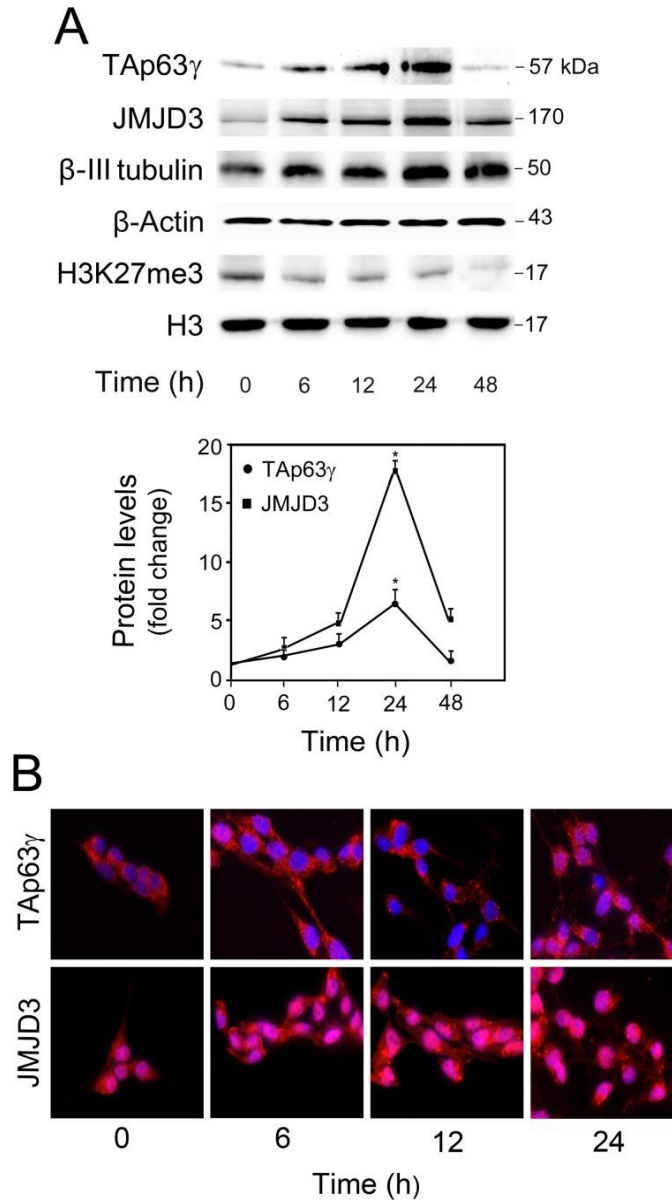 A
TAp63γ
– 57 kDa
JMJD3
– 170
β-III tubulin
– 50
β-Actin
– 43
H3K27me3
– 17
H3
– 17
Time (h) 0 6 12 24 48
20
15
10
5
0
Protein levels
(fold change)
TAp63γ
JMJD3
*
*
0 6 12 24 48
Time (h)
B
TAp63γ
JMJD3
0 6 12 24
Time (h)